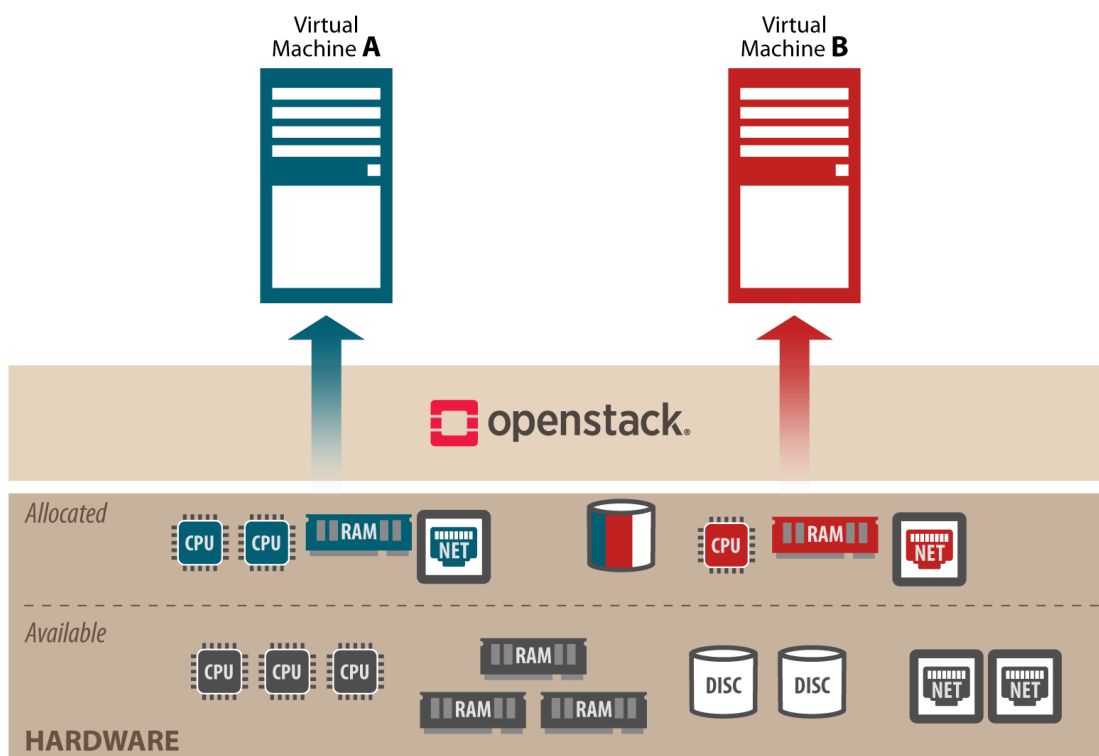 Virtual
Machine A
Virtual
Machine B
openstack®
Allocated
CPU CPU RAM NET CPU RAM NET
Available
CPU CPU CPU RAM DISC DISC NET NET
RAM RAM
HARDWARE